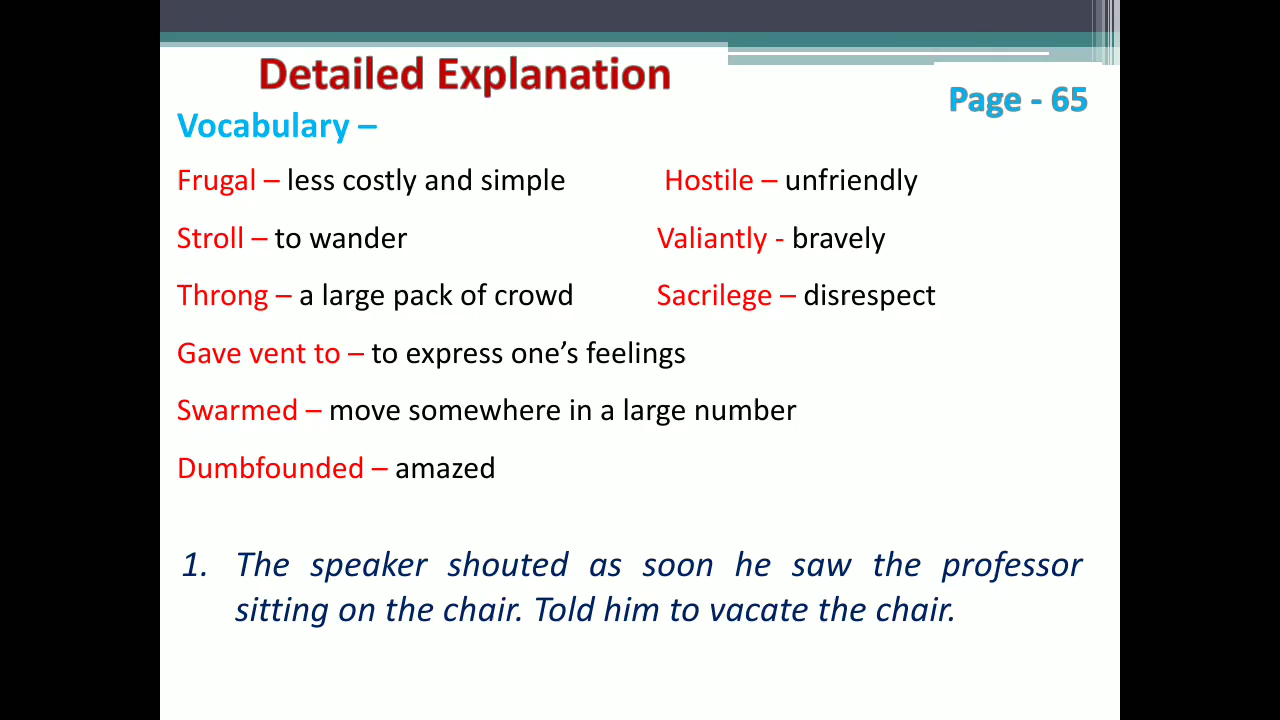 Detailed Explanation
Page - 65
Vocabulary –
Frugal – less costly and simple
Hostile – unfriendly
Stroll – to wander
Valiantly - bravely
Throng – a large pack of crowd
Sacrilege – disrespect
Gave vent to – to express one’s feelings
Swarmed – move somewhere in a large number
Dumbfounded – amazed
1. The speaker shouted as soon he saw the professor
sitting on the chair. Told him to vacate the chair.